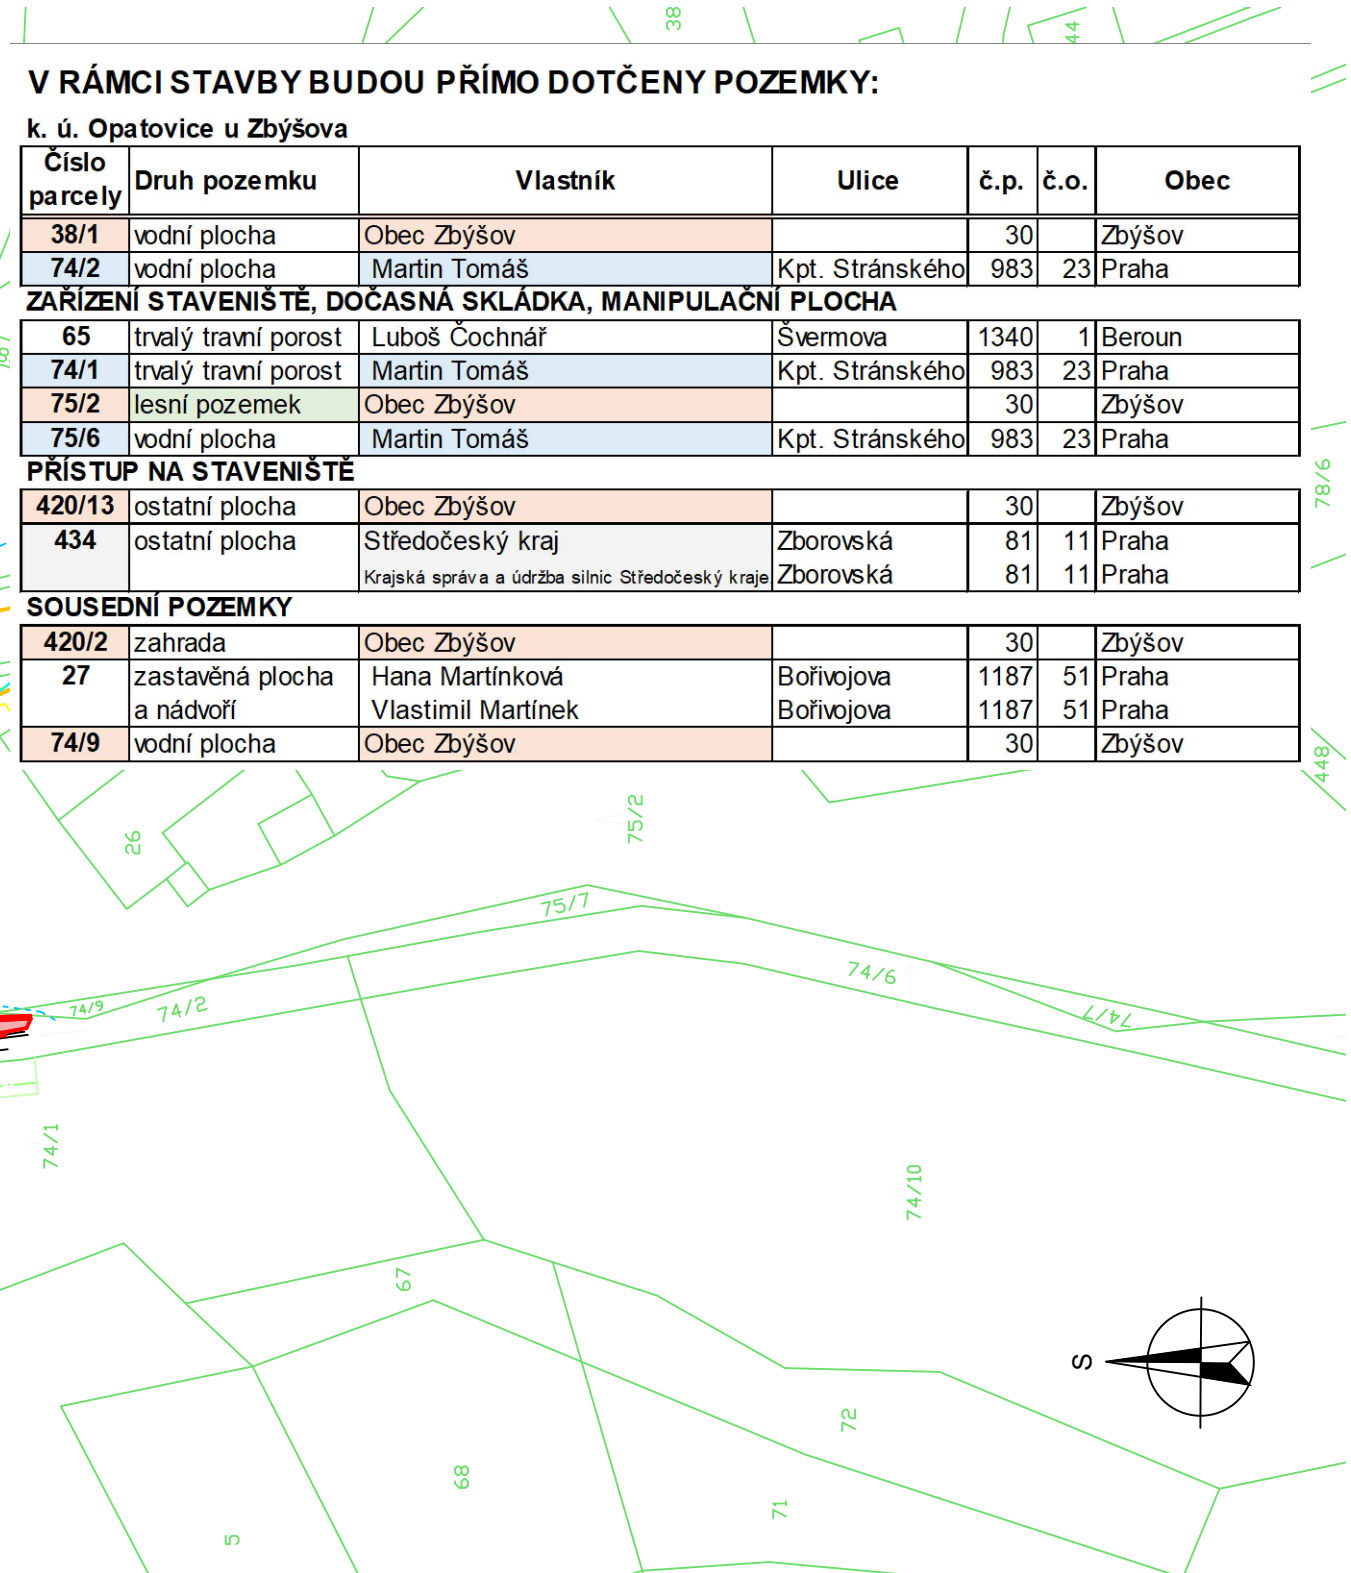 38
44
V RÁMCI STAVBY BUDOU PŘÍMO DOTČENY POZEMKY:
k. ú. Opatovice u Zbýšova
Číslo parcely Druh pozemku Vlastník Ulice č.p. č.o. Obec
38/1 vodní plocha Obec Zbýšov 30 Zbýšov
74/2 vodní plocha Martin Tomáš Kpt. Stránského 983 23 Praha
ZAŘÍZENÍ STAVENIŠTĚ, DOČASNÁ SKLÁDKA, MANIPULAČNÍ PLOCHA
65 trvalý travní porost Luboš Čochnář Švermova 1340 1 Beroun
74/1 trvalý travní porost Martin Tomáš Kpt. Stránského 983 23 Praha
75/2 lesní pozemek Obec Zbýšov 30 Zbýšov
75/6 vodní plocha Martin Tomáš Kpt. Stránského 983 23 Praha
PŘÍSTUP NA STAVENIŠTĚ
420/13 ostatní plocha Obec Zbýšov 30 Zbýšov
434 ostatní plocha Středočeský kraj Zborovská 81 11 Praha
Krajská správa a údržba silnic Středočeský kraje Zborovská 81 11 Praha
SOUSEDNÍ POZEMKY
420/2 zahrada Obec Zbýšov 30 Zbýšov
27 zastavěná plocha Hana Martínková Bořivojova 1187 51 Praha
a nádvoří Vlastimil Martínek Bořivojova 1187 51 Praha
74/9 vodní plocha Obec Zbýšov 30 Zbýšov
78/6
448
26
75/2
75/7
74/6
74/9
74/2
74/7
74/1
74/10
67
S
72
68
71
5